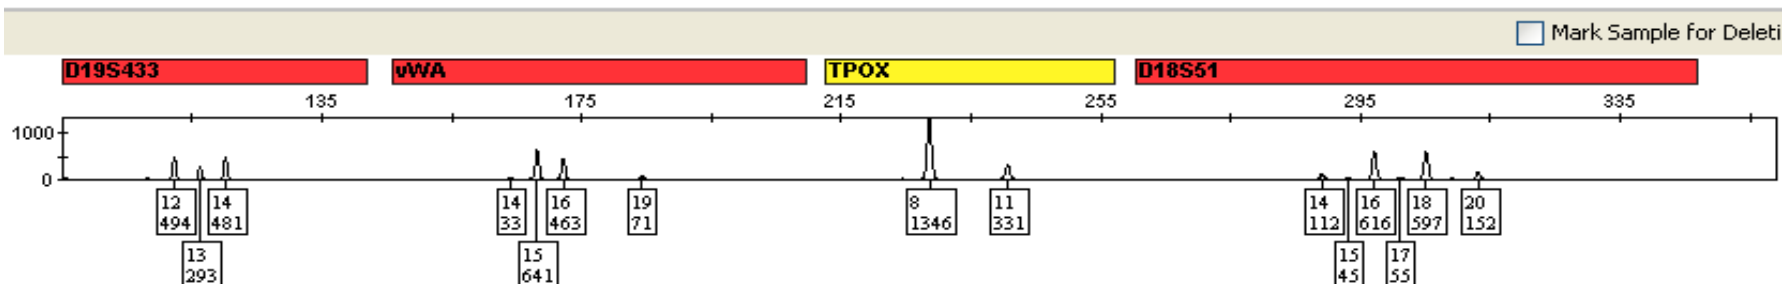 Mark Sample for Deleti
D19S433 vWA TPOX D18S51
135 175 215 255 295 335
1000
0
12 14 14 16 19 8 11 14 16 18 20
494 481 33 463 71 1346 331 112 616 597 152
13 15 15 17
293 641 45 55